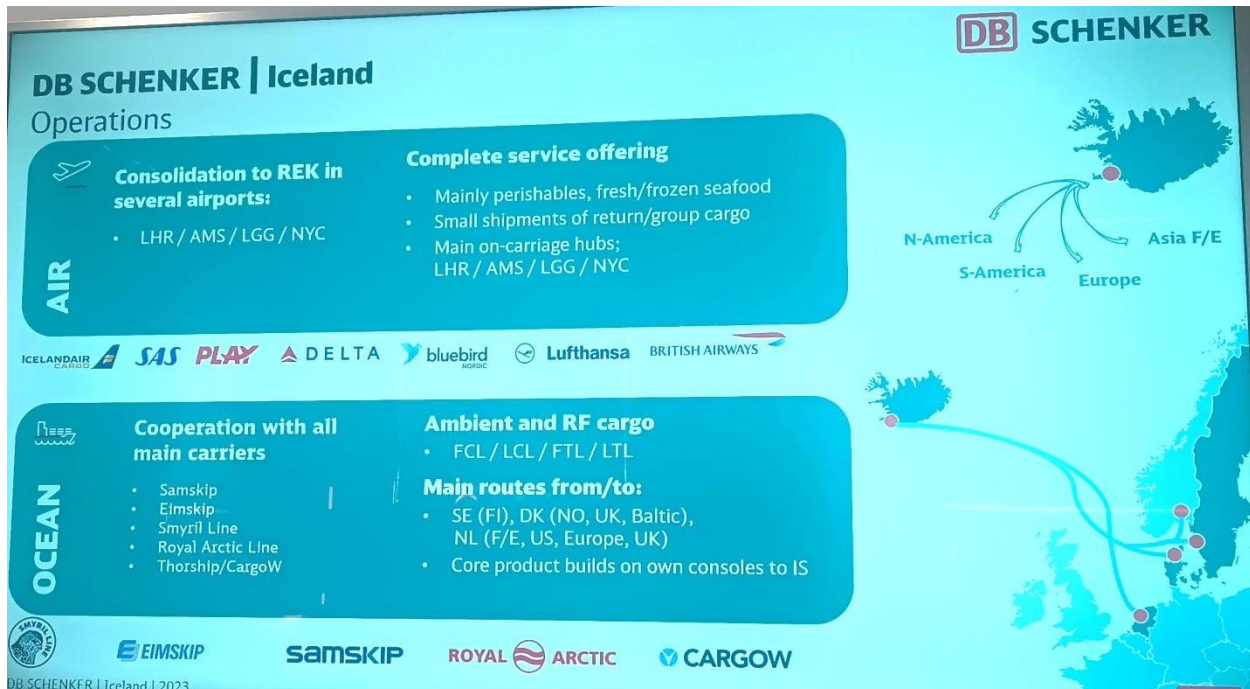 DB SCHENKER
DB SCHENKER | Iceland
Operations
AIR
Consolidation to REK in
several airports:
• LHR / AMS / LGG / NYC
Complete service offering
• Mainly perishables, fresh/frozen seafood
• Small shipments of return/group cargo
• Main on-carriage hubs;
LHR / AMS / LGG / NYC
N-America
S-America
Europe
Asia F/E
ICELANDAIR
CARGO
SAS
PLAY
DELTA
bluebird
NORDIC
Lufthansa
BRITISH AIRWAYS
OCEAN
Cooperation with all
main carriers
• Samskip
• Eimskip
• Smyril Line
• Royal Arctic Line
• Thorship/CargoW
Ambient and RF cargo
• FCL / LCL / FTL / LTL
Main routes from/to:
• SE (FI), DK (NO, UK, Baltic),
NL (F/E, US, Europe, UK)
• Core product builds on own consoles to IS
SMYRIL LINE
EIMSKIP
samskip
ROYAL ARCTIC
CARGOW
DB SCHENKER | Iceland | 2023